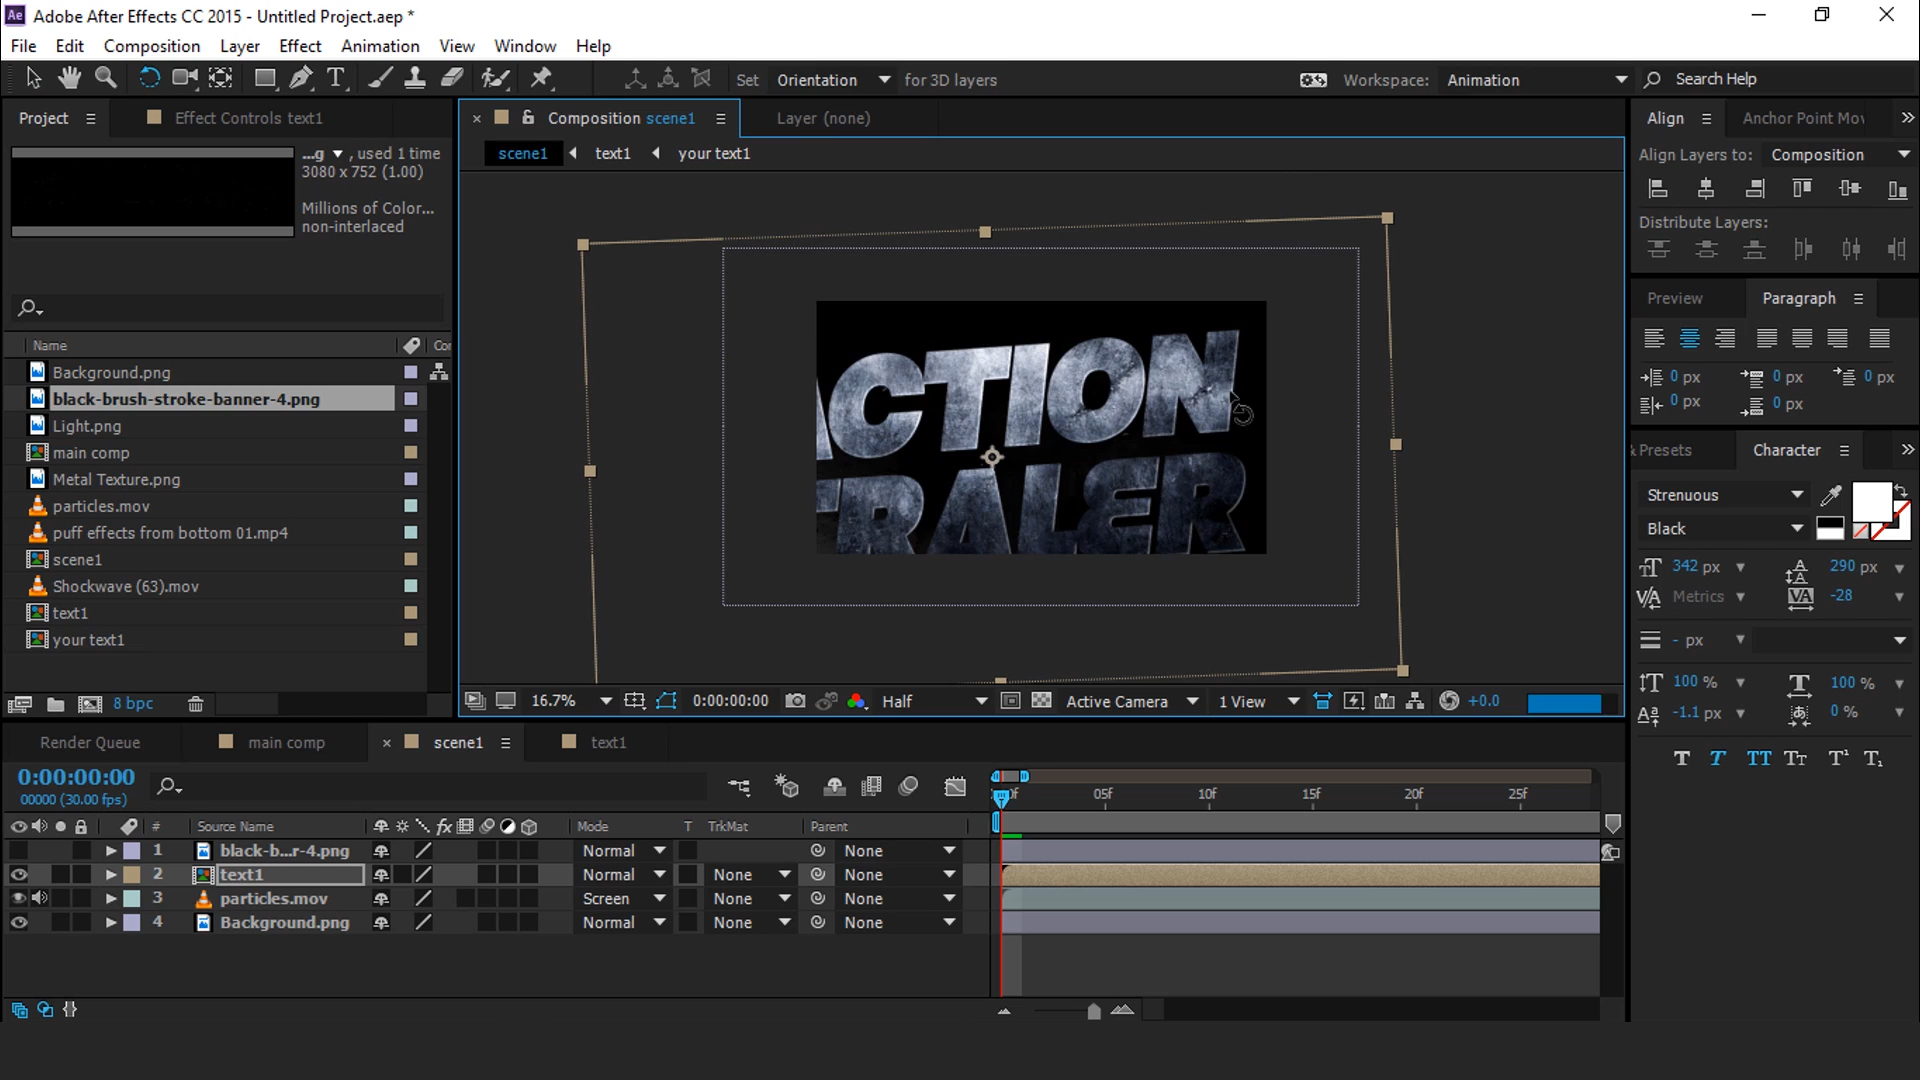 Adobe After Effects CC 2015 - Untitled Project.aep *
File Edit Composition Layer Effect Animation View Window Help
Set Orientation for 3D layers Workspace: Animation Search Help
Project Effect Controls text1 Composition scene1 Layer (none) Align Anchor Point Mov
...g , used 1 time
3080 x 752 (1.00)
Millions of Color...
non-interlaced
scene1 text1 your text1
Align Layers to: Composition
Distribute Layers:
ACTION
TRALER
Name
Background.png
black-brush-stroke-banner-4.png
Light.png
main comp
Metal Texture.png
particles.mov
puff effects from bottom 01.mp4
scene1
Shockwave (63).mov
text1
your text1
8 bpc
16.7% 0:00:00:00 Half Active Camera 1 View +0.0
Preview Paragraph
0 px 0 px 0 px
0 px 0 px
& Presets Character
Strenuous
Black
342 px 290 px
Metrics -28
- px
100 % 100 %
-1.1 px 0 %
T T TT Tt T¹ T₁
Render Queue main comp scene1 text1
0:00:00:00
00000 (30.00 fps)
05f 10f 15f 20f 25f
# Source Name Mode T TrkMat Parent
1 black-b...r-4.png Normal None
2 text1 Normal None None
3 particles.mov Screen None None
4 Background.png Normal None None